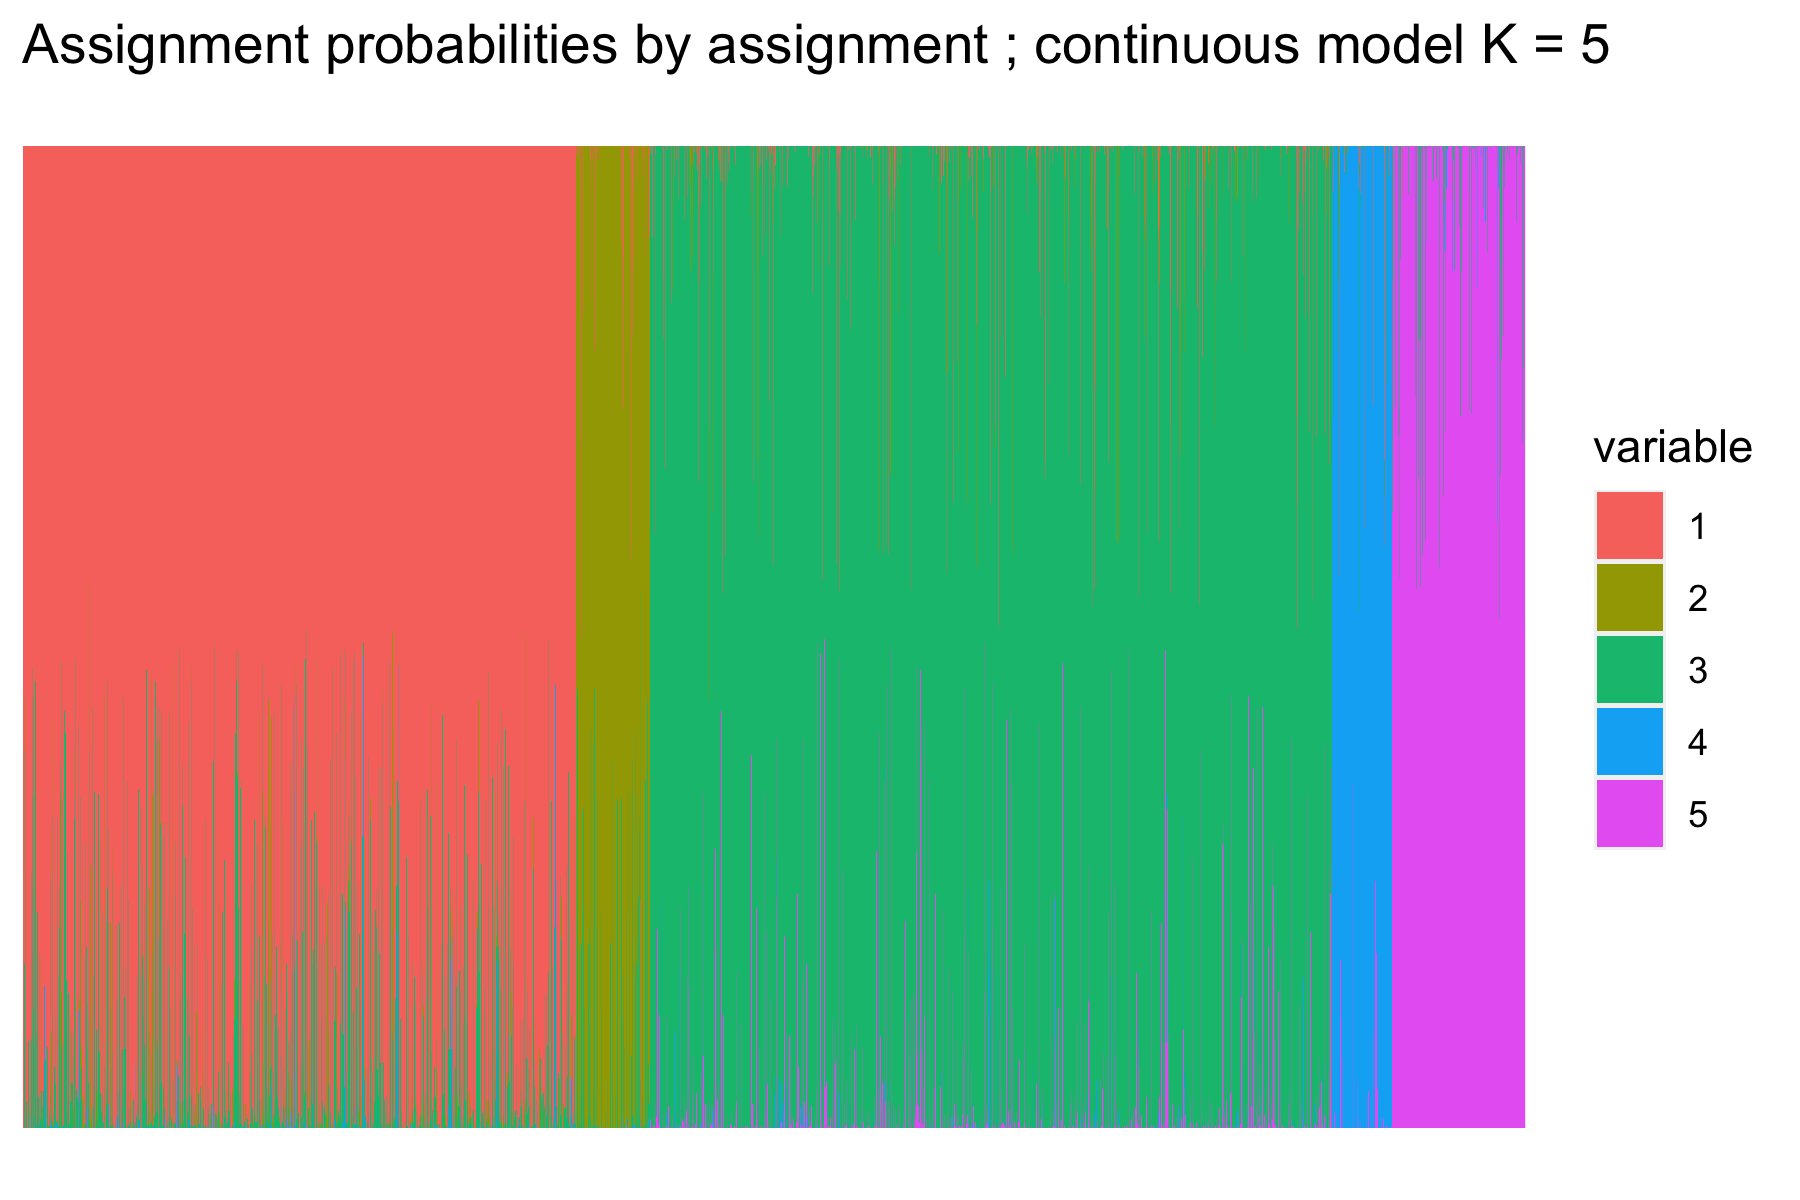 Assignment probabilities by assignment ; continuous model K = 5
variable
1
2
3
4
5